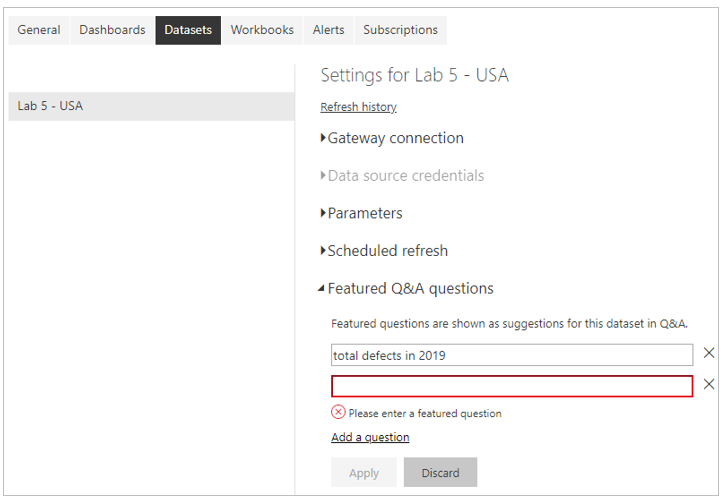 General Dashboards Datasets Workbooks Alerts Subscriptions
Lab 5 - USA
Settings for Lab 5 - USA
Refresh history
Gateway connection
Data source credentials
Parameters
Scheduled refresh
Featured Q&A questions
Featured questions are shown as suggestions for this dataset in Q&A.
total defects in 2019
Please enter a featured question
Add a question
Apply Discard